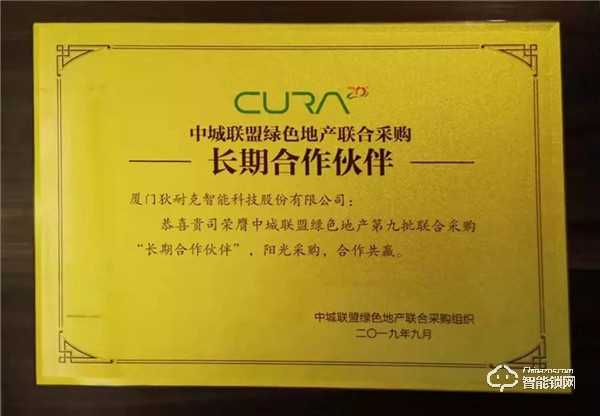 CURA
中城联盟绿色地产联合采购
长期合作伙伴
厦门狄耐克智能科技股份有限公司：
恭喜贵司荣膺中城联盟绿色地产第九批联合采购
“长期合作伙伴”，阳光采购，合作共赢。
中城联盟绿色地产联合采购组织
二〇一九年九月
智能锁网